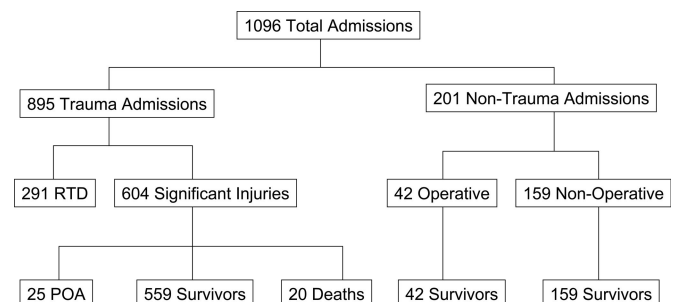 1096 Total Admissions
895 Trauma Admissions
201 Non-Trauma Admissions
291 RTD
604 Significant Injuries
42 Operative
159 Non-Operative
25 POA
559 Survivors
20 Deaths
42 Survivors
159 Survivors